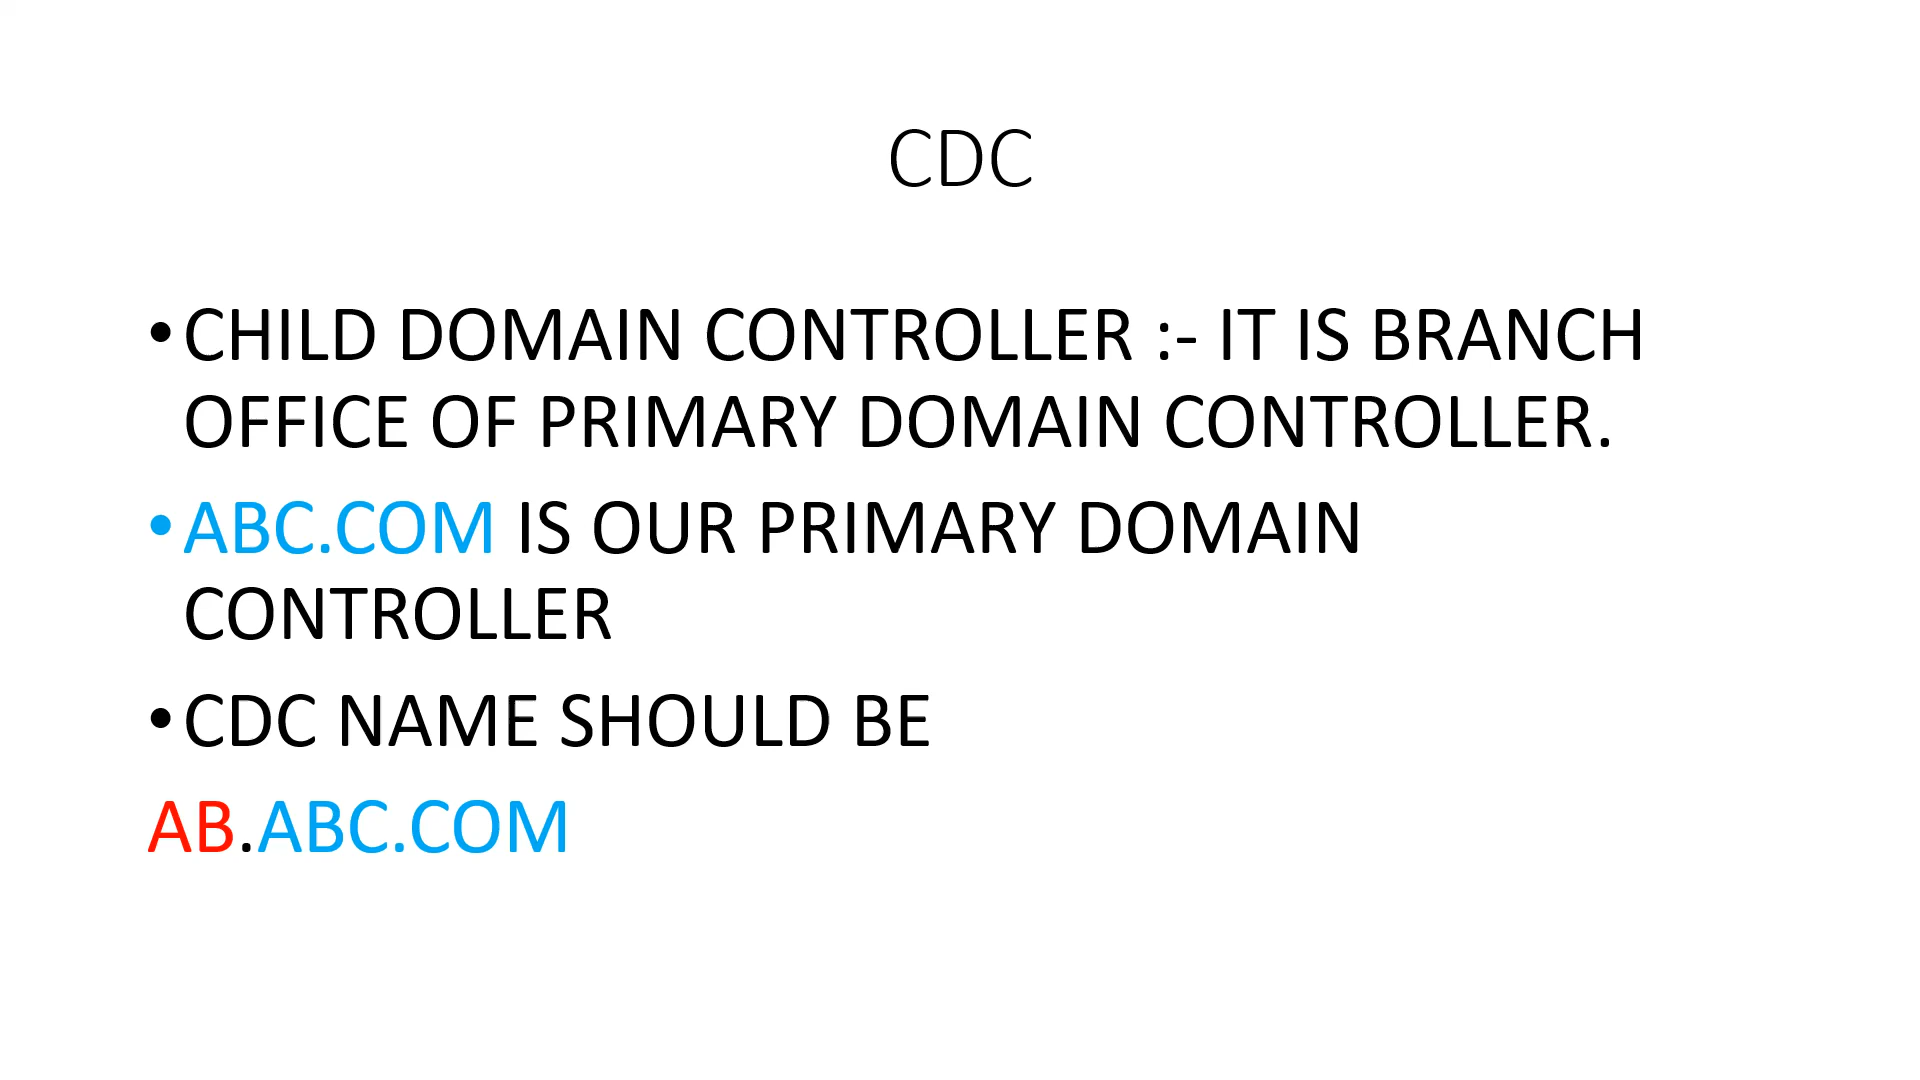 CDC
•CHILD DOMAIN CONTROLLER :- IT IS BRANCH
OFFICE OF PRIMARY DOMAIN CONTROLLER.
•ABC.COM IS OUR PRIMARY DOMAIN
CONTROLLER
•CDC NAME SHOULD BE
AB.ABC.COM